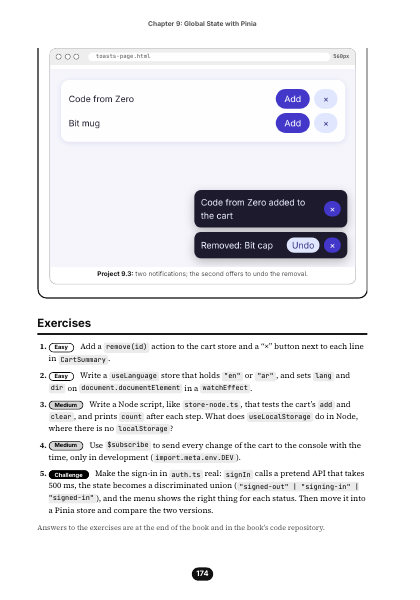 Chapter 9: Global State with Pinia
toasts-page.html 560px
Code from Zero Add ×
Bit mug Add ×
Code from Zero added to
the cart ×
Removed: Bit cap Undo ×
Project 9.3: two notifications; the second offers to undo the removal.
Exercises
1. Easy Add a remove(id) action to the cart store and a “×” button next to each line
in CartSummary.
2. Easy Write a useLanguage store that holds "en" or "ar", and sets lang and
dir on document.documentElement in a watchEffect.
3. Medium Write a Node script, like store-node.ts, that tests the cart’s add and
clear, and prints count after each step. What does useLocalStorage do in Node,
where there is no localStorage?
4. Medium Use $subscribe to send every change of the cart to the console with the
time, only in development (import.meta.env.DEV).
5. Challenge Make the sign-in in auth.ts real: signIn calls a pretend API that takes
500 ms, the state becomes a discriminated union ("signed-out" | "signing-in" |
"signed-in"), and the menu shows the right thing for each status. Then move it into
a Pinia store and compare the two versions.
Answers to the exercises are at the end of the book and in the book’s code repository.
174